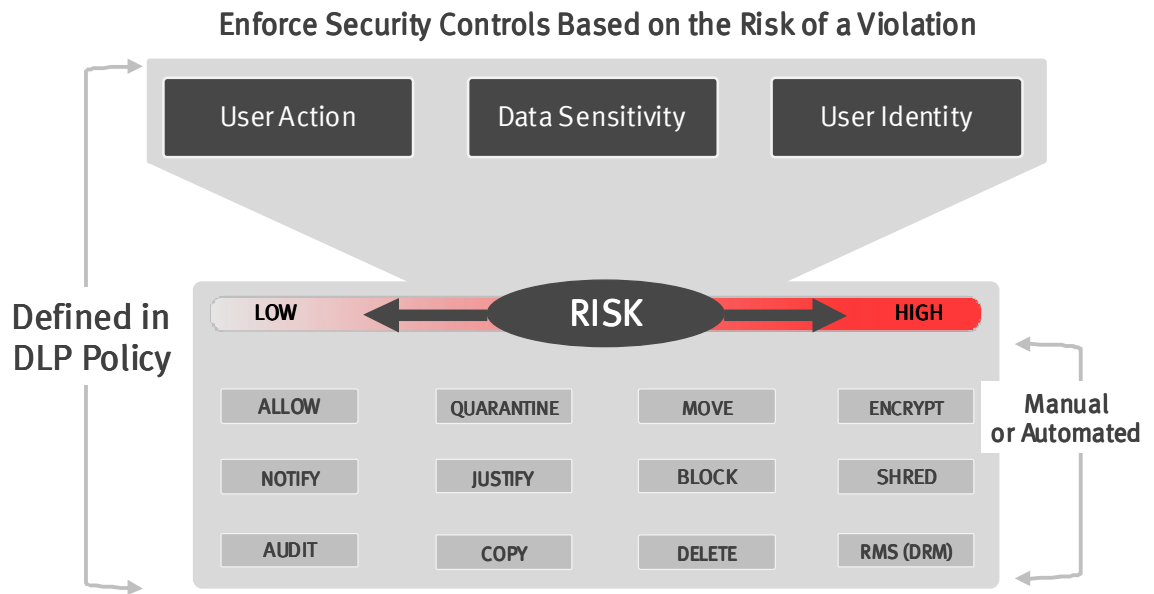 Enforce Security Controls Based on the Risk of a Violation
User Action
Data Sensitivity
User Identity
Defined in
DLP Policy
LOW
RISK
HIGH
ALLOW
QUARANTINE
MOVE
ENCRYPT
NOTIFY
JUSTIFY
BLOCK
SHRED
AUDIT
COPY
DELETE
RMS (DRM)
Manual
or Automated